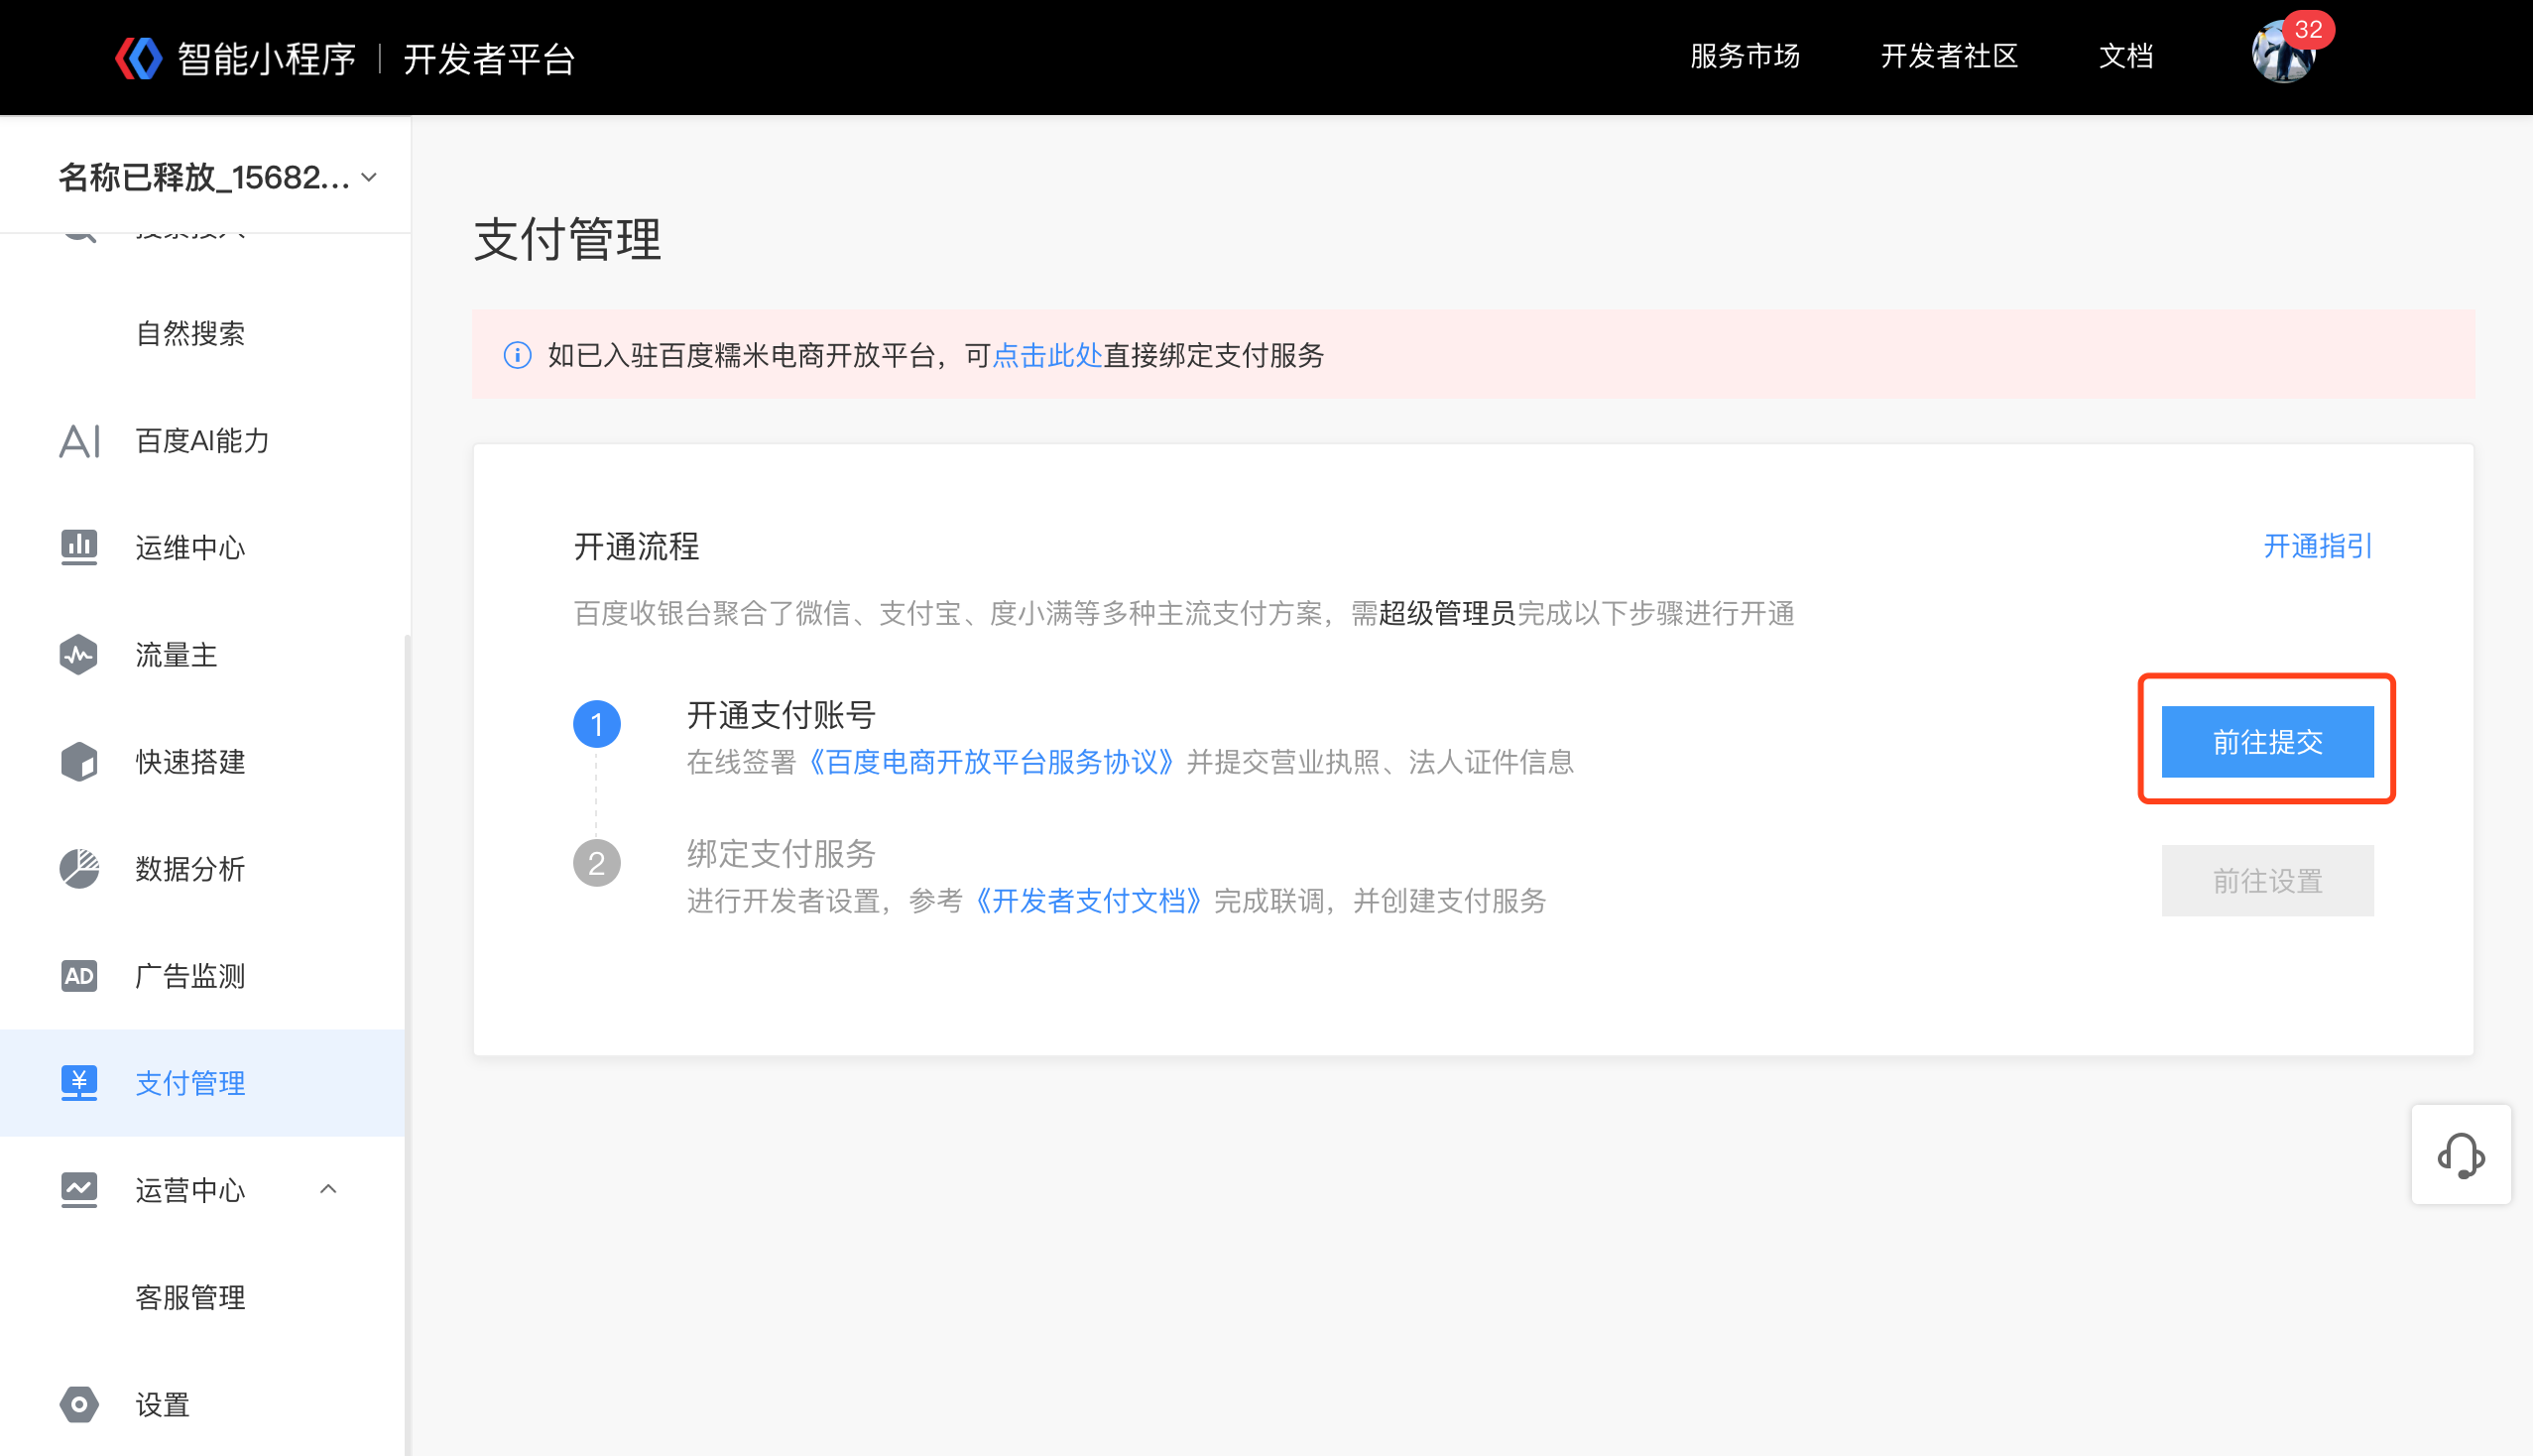 智能小程序 | 开发者平台
服务市场
开发者社区
文档
32
名称已释放_15682...
自然搜索
AI 百度AI能力
运维中心
流量主
快速搭建
数据分析
AD 广告监测
¥ 支付管理
运营中心
客服管理
设置
支付管理
如已入驻百度糯米电商开放平台，可点击此处直接绑定支付服务
开通流程
开通指引
百度收银台聚合了微信、支付宝、度小满等多种主流支付方案，需超级管理员完成以下步骤进行开通
1 开通支付账号
在线签署《百度电商开放平台服务协议》并提交营业执照、法人证件信息
前往提交
2 绑定支付服务
进行开发者设置，参考《开发者支付文档》完成联调，并创建支付服务
前往设置